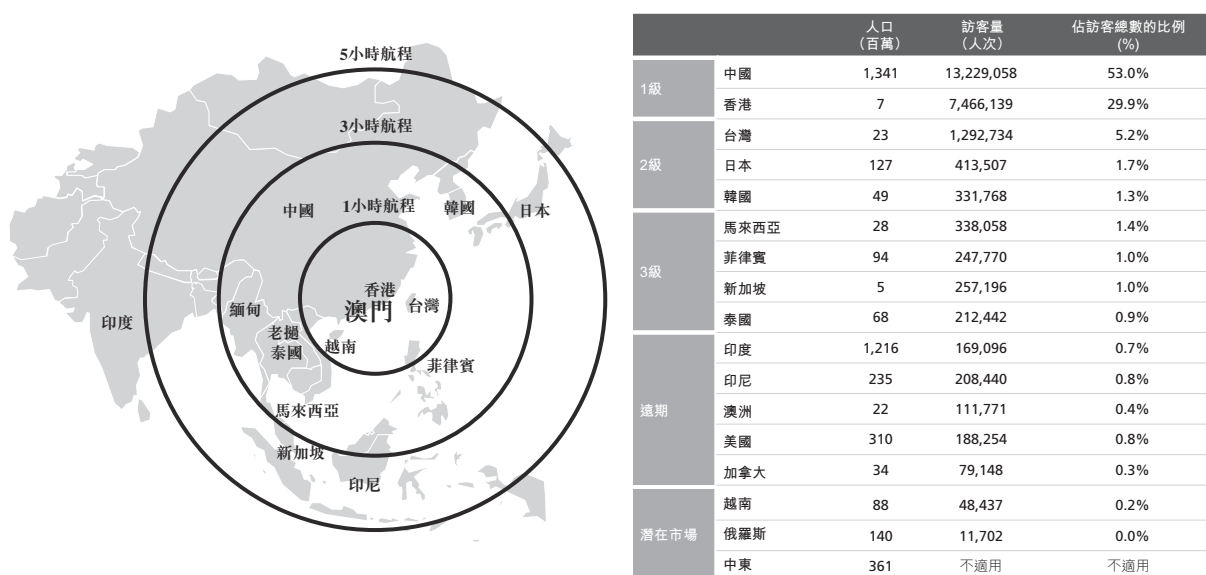 5小時航程
3小時航程
中國
1小時航程
韓國
日本
香港
澳門
台灣
緬甸
印度
老撾
泰國
越南
菲律賓
馬來西亞
新加坡
印尼
人口 訪客量 佔訪客總數的比例
（百萬） （人次） (%)
1級 中國 1,341 13,229,058 53.0%
香港 7 7,466,139 29.9%
2級 台灣 23 1,292,734 5.2%
日本 127 413,507 1.7%
韓國 49 331,768 1.3%
3級 馬來西亞 28 338,058 1.4%
菲律賓 94 247,770 1.0%
新加坡 5 257,196 1.0%
泰國 68 212,442 0.9%
遠期 印度 1,216 169,096 0.7%
印尼 235 208,440 0.8%
澳洲 22 111,771 0.4%
美國 310 188,254 0.8%
加拿大 34 79,148 0.3%
潛在市場 越南 88 48,437 0.2%
俄羅斯 140 11,702 0.0%
中東 361 不適用 不適用